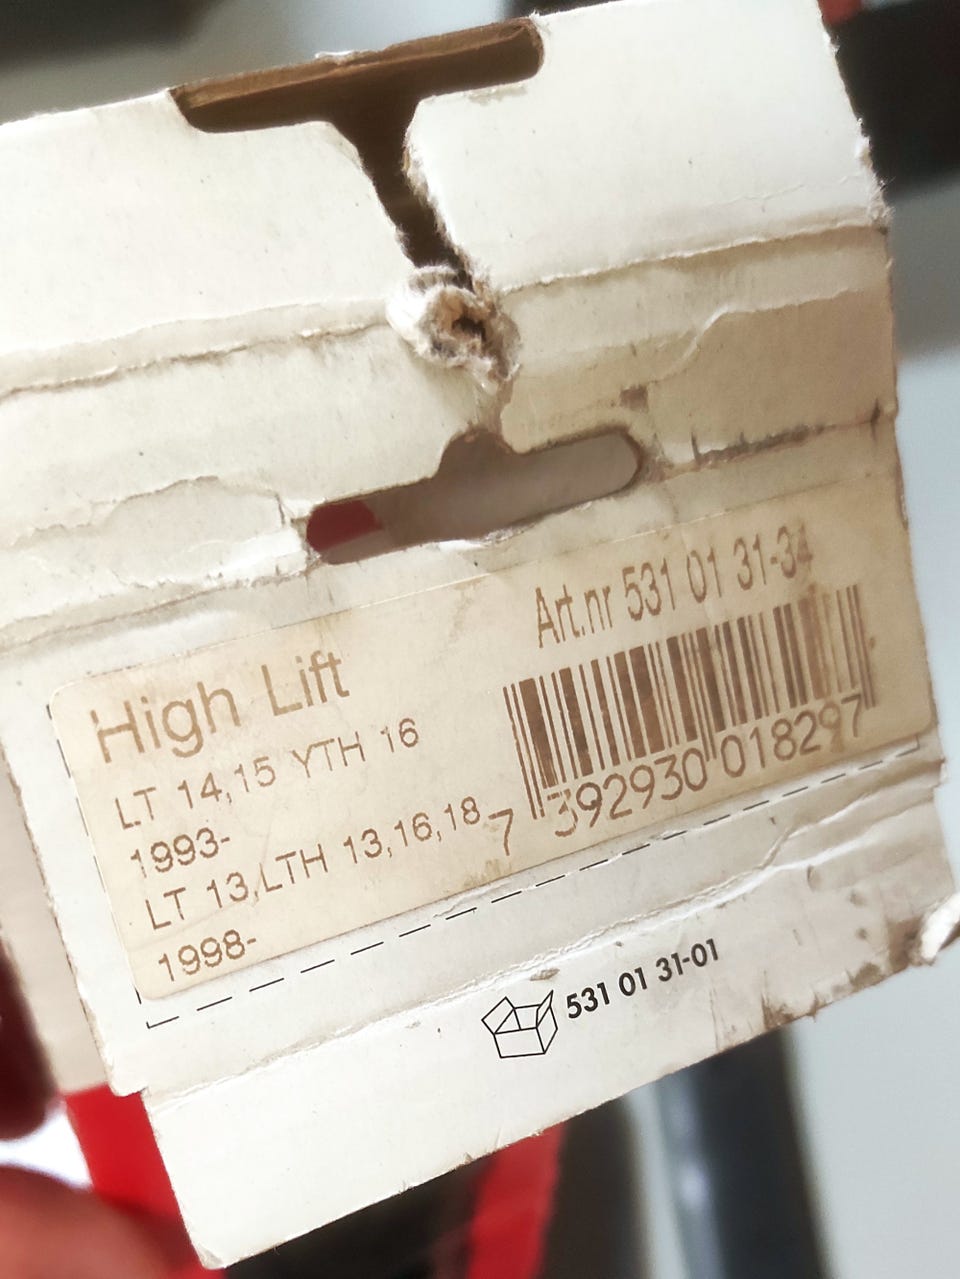 Art.nr 531 01 31-34
High Lift
LT 14,15 YTH 16
1993-
LT 13,LTH 13,16,18
1998-
7 392930 018297
531 01 31-01